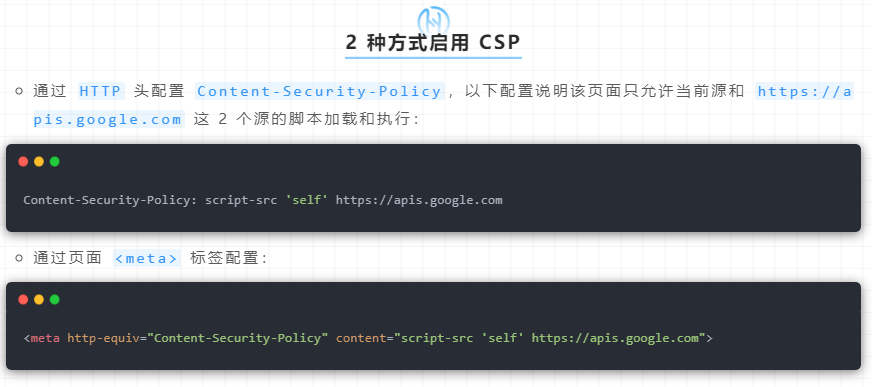 2 种方式启用 CSP
通过 HTTP 头配置 Content-Security-Policy，以下配置说明该页面只允许当前源和 https://a
pis.google.com 这 2 个源的脚本加载和执行：
Content-Security-Policy: script-src 'self' https://apis.google.com
通过页面 <meta> 标签配置：
<meta http-equiv="Content-Security-Policy" content="script-src 'self' https://apis.google.com">